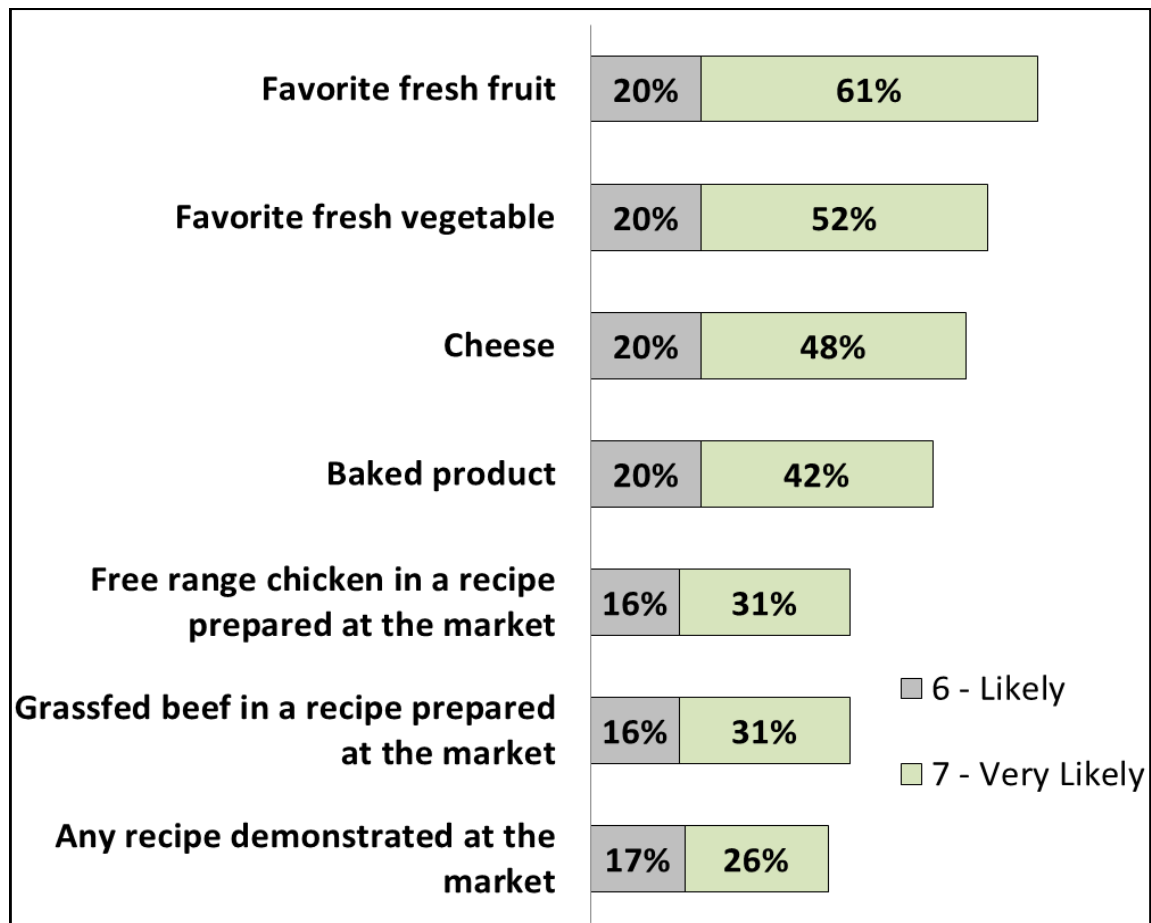 Favorite fresh fruit
20% 61%
Favorite fresh vegetable
20% 52%
Cheese
20% 48%
Baked product
20% 42%
Free range chicken in a recipe
prepared at the market
16% 31%
Grassfed beef in a recipe prepared
at the market
16% 31%
Any recipe demonstrated at the
market
17% 26%
6 - Likely
7 - Very Likely